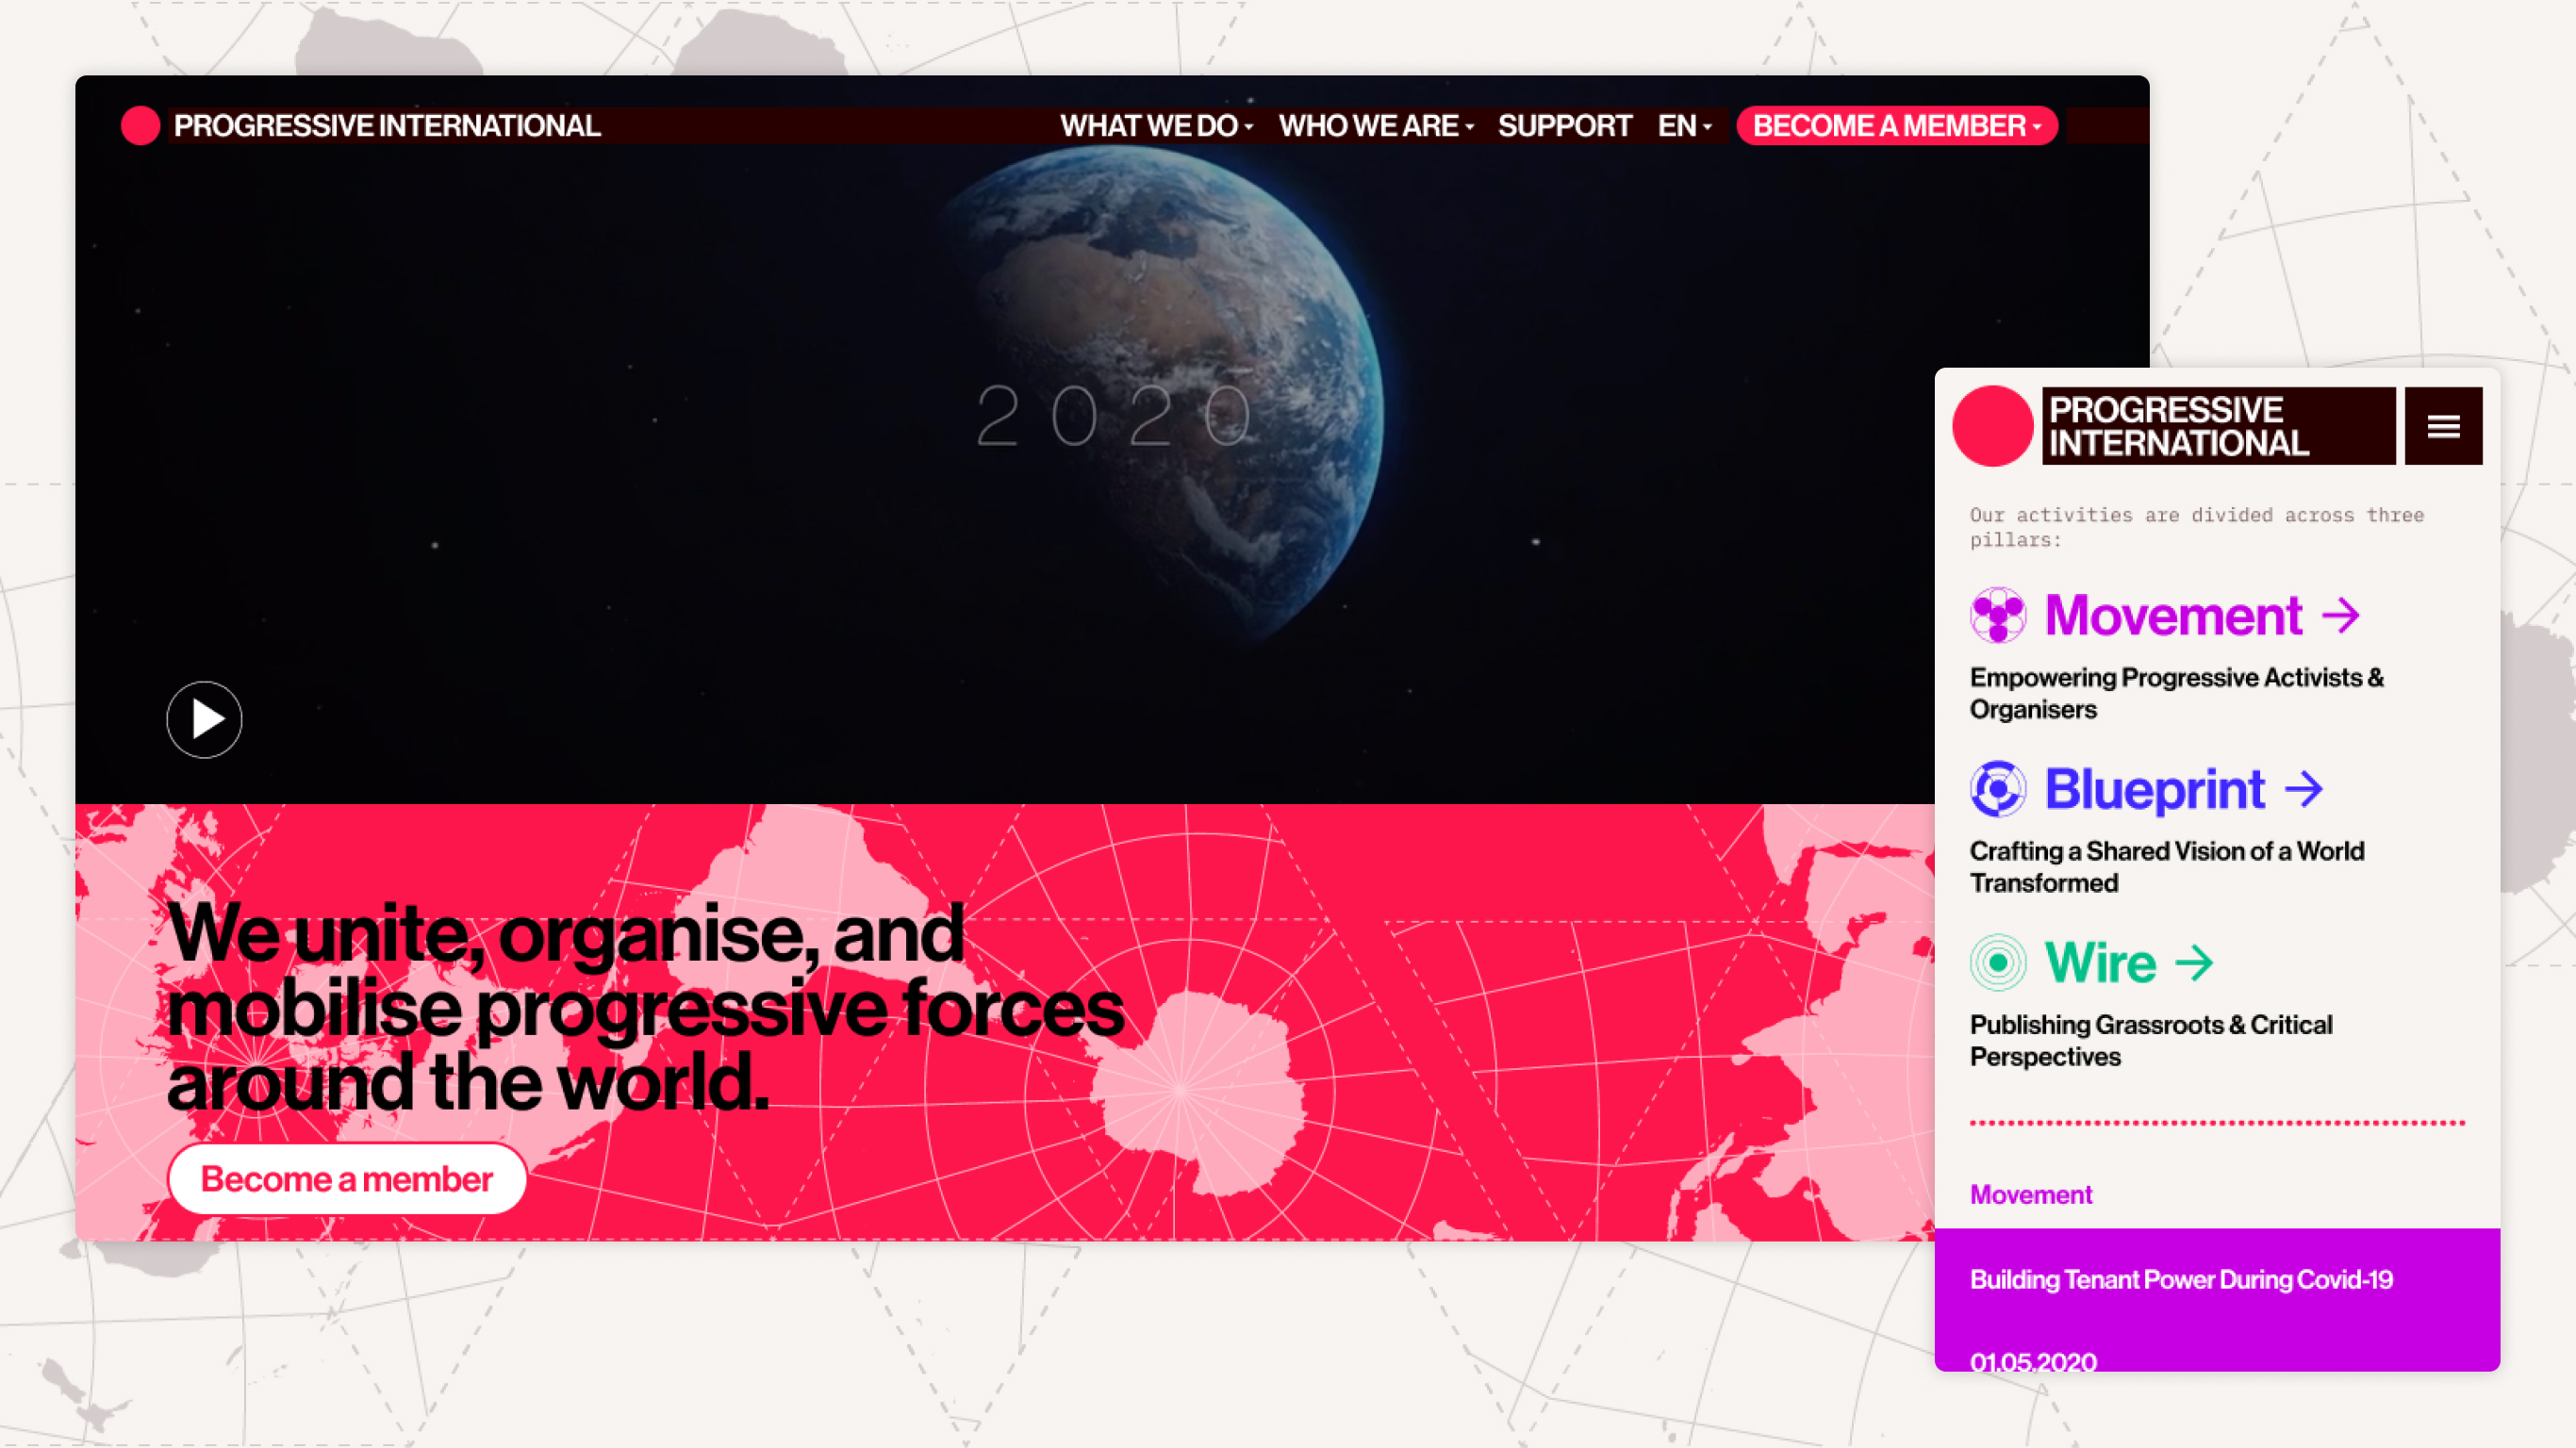 PROGRESSIVE INTERNATIONAL
WHAT WE DO
WHO WE ARE
SUPPORT
EN
BECOME A MEMBER
2020
We unite, organise, and
mobilise progressive forces
around the world.
Become a member
PROGRESSIVE
INTERNATIONAL
Our activities are divided across three
pillars:
Movement →
Empowering Progressive Activists &
Organisers
Blueprint →
Crafting a Shared Vision of a World
Transformed
Wire →
Publishing Grassroots & Critical
Perspectives
Movement
Building Tenant Power During Covid-19
01.05.2020